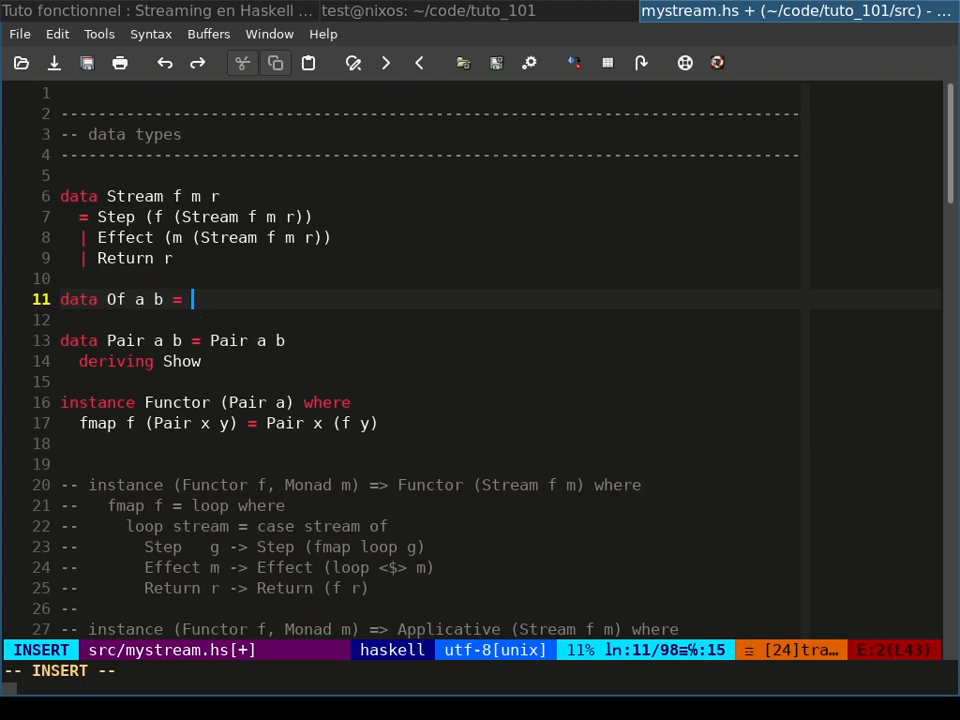 Tuto fonctionnel : Streaming en Haskell ... test@nixos: ~/code/tuto_101 mystream.hs + (~/code/tuto_101/src) - ...
File Edit Tools Syntax Buffers Window Help
1
2 -------------------------------------------------------------------------------
3 -- data types
4 -------------------------------------------------------------------------------
5
6 data Stream f m r
7   = Step (f (Stream f m r))
8   | Effect (m (Stream f m r))
9   | Return r
10
11 data Of a b =
12
13 data Pair a b = Pair a b
14   deriving Show
15
16 instance Functor (Pair a) where
17   fmap f (Pair x y) = Pair x (f y)
18
19
20 -- instance (Functor f, Monad m) => Functor (Stream f m) where
21 --   fmap f = loop where
22 --     loop stream = case stream of
23 --       Step   g -> Step (fmap loop g)
24 --       Effect m -> Effect (loop <$> m)
25 --       Return r -> Return (f r)
26 --
27 -- instance (Functor f, Monad m) => Applicative (Stream f m) where
INSERT src/mystream.hs[+] haskell utf-8[unix] 11% ln:11/98≡℅:15 ☲ [24]tra… E:2(L43)
-- INSERT --